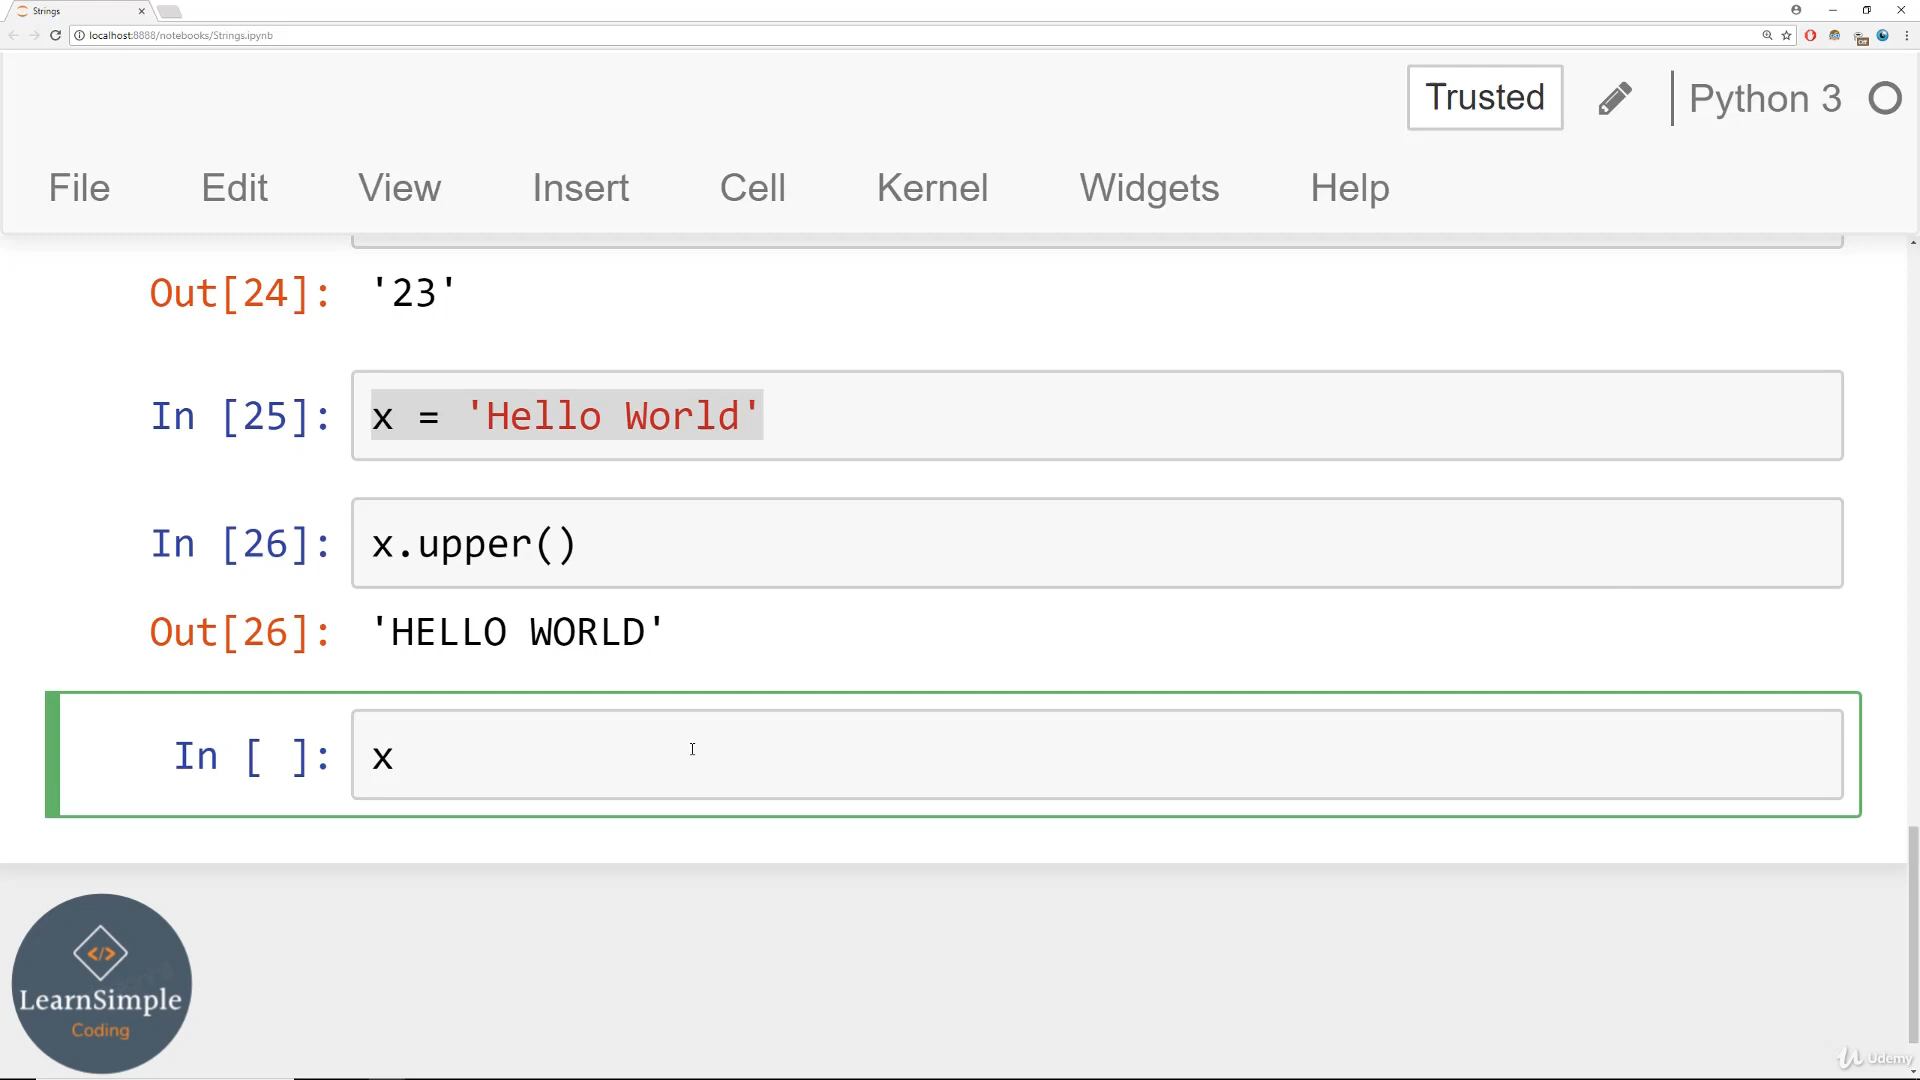 Strings
localhost:8888/notebooks/Strings.ipynb
Off
Trusted
Python 3
File Edit View Insert Cell Kernel Widgets Help
Out[24]: '23'
In [25]: x = 'Hello World'
In [26]: x.upper()
Out[26]: 'HELLO WORLD'
In [ ]: x
</>
LearnSimple
Coding
Udemy